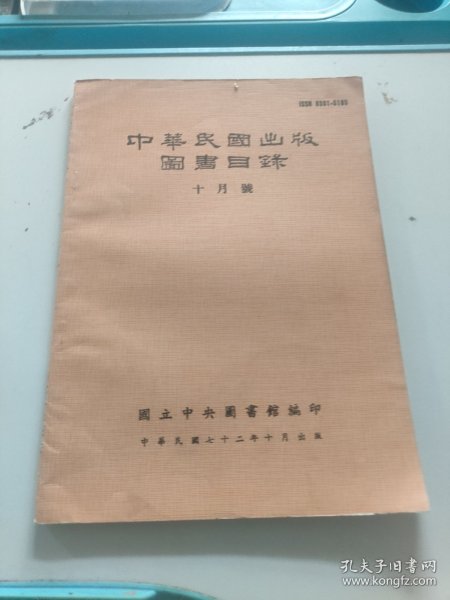 ISSN 0301-5165
中華民國出版
圖書目錄
十月號
國立中央圖書館編印
中華民國七十二年十月出版
孔夫子旧书网
www.kongfz.com